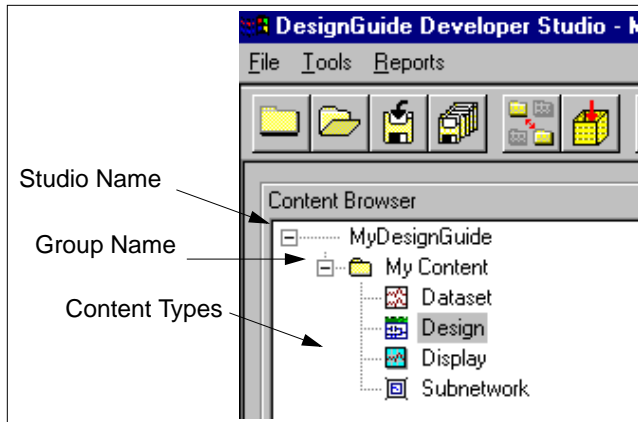 DesignGuide Developer Studio - M
File Tools Reports
Studio Name
Content Browser
MyDesignGuide
Group Name
My Content
Dataset
Content Types
Design
Display
Subnetwork